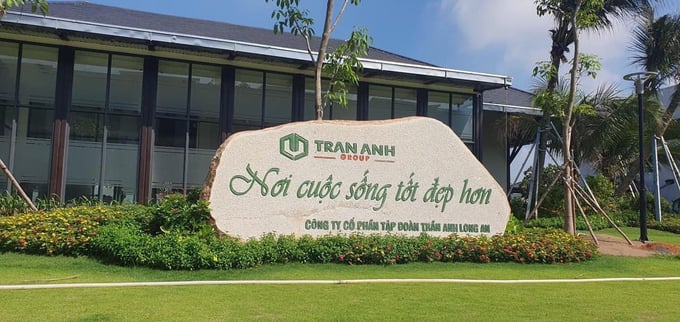 TRAN ANH
GROUP
Nơi cuộc sống tốt đẹp hơn
CÔNG TY CỔ PHẦN TẬP ĐOÀN TRẦN ANH LONG AN